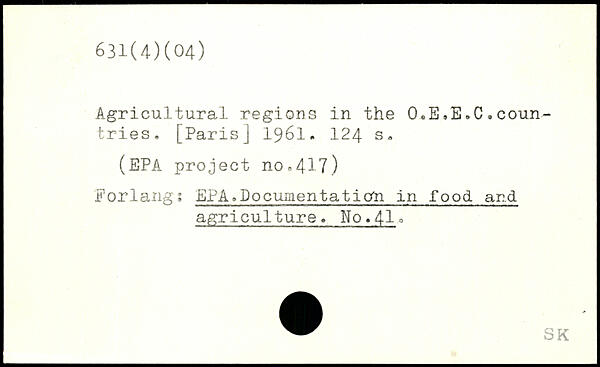 631(4)(04)
Agricultural regions in the O.E.E.C.coun-
tries. [Paris] 1961. 124 s.
(EPA project no.417)
Forlang: EPA.Documentation in food and
agriculture. No.41.
SK